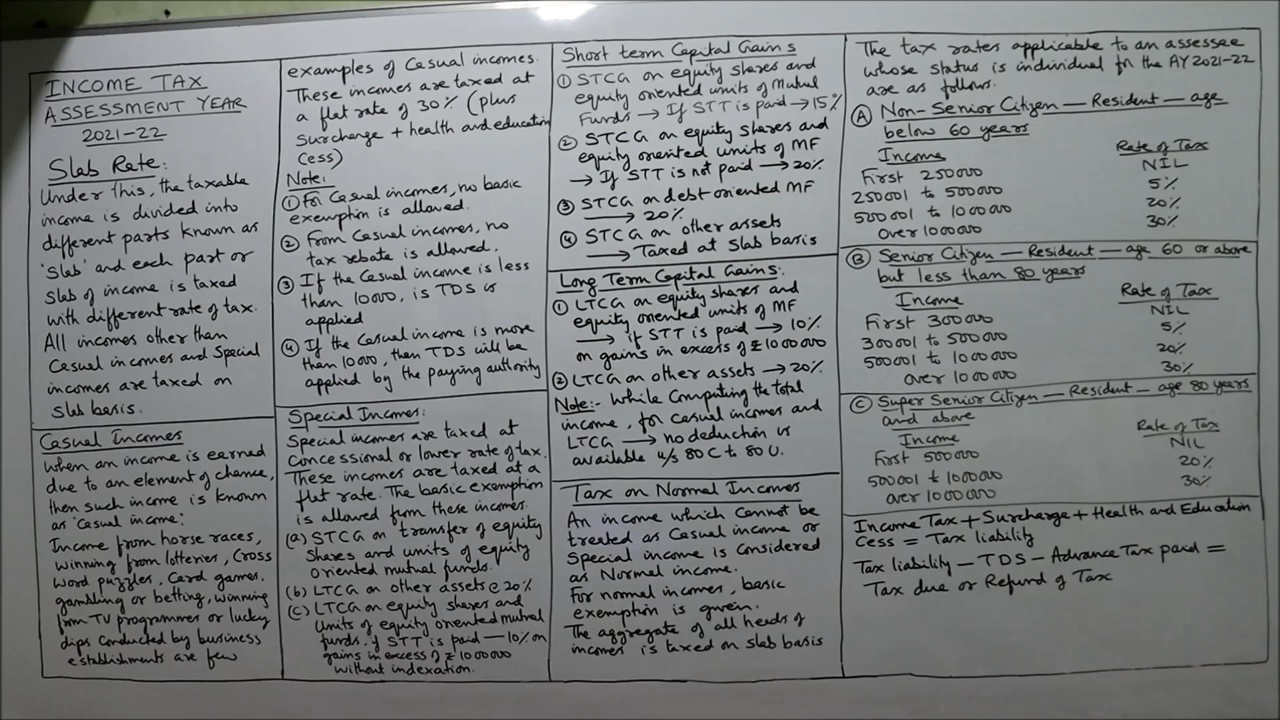 INCOME TAX
ASSESSMENT YEAR
2021-22
Slab Rate:
Under this, the taxable
income is divided into
different parts known as
'slab' and each part or
slab of income is taxed
with different rate of tax.
All incomes other than
Casual incomes and Special
incomes are taxed on
Slab basis.
Casual Incomes
When an income is earned
due to an element of chance,
then such income is known
as 'Casual income'.
Income from horse races,
winning from lotteries, Cross
word puzzles, Card games,
gambling or betting, winning
from TV programmes or lucky
dips conducted by business
establishments are few
examples of Casual incomes.
These incomes are taxed at
a flat rate of 30% (plus
Surcharge + health and education
Cess)
Note:
① For Casual incomes, no basic
exemption is allowed.
② From Casual incomes, no
tax rebate is allowed.
③ If the Casual income is less
than 10000, is TDS is
applied
④ If the Casual income is more
than 10000, then TDS will be
applied by the paying authority
Special Incomes:
Special incomes are taxed at
Concessional or lower rate of tax.
These incomes are taxed at a
flat rate. The basic exemption
is allowed from these incomes.
(a) STCG on transfer of equity
Shares and units of equity
oriented mutual funds.
(b) LTCG on other assets @ 20%
(c) LTCG on equity shares and
Units of equity oriented mutual
funds, if STT is paid — 10% on
gains in excess of ₹ 1000000
without indexation.
Short term Capital Gains
① STCG on equity shares and
equity oriented units of Mutual
Funds → If STT is paid → 15%
② STCG on equity shares and
equity oriented units of MF
→ If STT is not paid → 20%
③ STCG on debt oriented MF
→ 20%
④ STCG on other assets
→ Taxed at slab basis
Long Term Capital Gains:
① LTCG on equity shares and
equity oriented units of MF
→ if STT is paid → 10%
on gains in excess of ₹ 1000000
② LTCG on other assets → 20%
Note:- While Computing the total
income, for casual incomes and
LTCG → no deduction is
available u/s 80C to 80U.
Tax on Normal Incomes
An income which Cannot be
treated as Casual income or
Special income is Considered
as Normal income.
For normal incomes, basic
exemption is given.
The aggregate of all heads of
incomes is taxed on slab basis
The tax rates applicable to an assessee
whose status is individual for the AY 2021-22
are as follows.
Ⓐ Non-Senior Citizen — Resident — age
below 60 years
Income Rate of Tax
First 250000 NIL
250001 to 500000 5%
500001 to 1000000 20%
Over 1000000 30%
Ⓑ Senior Citizen — Resident — age 60 or above
but less than 80 years
Income Rate of Tax
First 300000 NIL
300001 to 500000 5%
500001 to 1000000 20%
over 1000000 30%
Ⓒ Super Senior Citizen — Resident — age 80 years
and above
Income Rate of Tax
First 500000 NIL
500001 to 1000000 20%
over 1000000 30%
Income Tax + Surcharge + Health and Education
Cess = Tax liability
Tax liability — TDS — Advance Tax paid =
Tax due or Refund of Tax